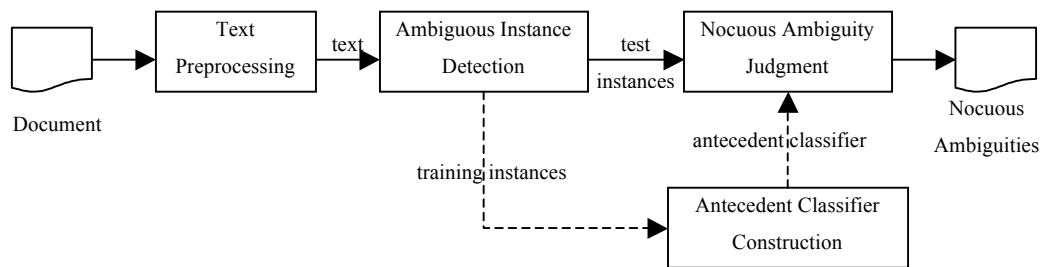 Text
Preprocessing
text
Ambiguous Instance
Detection
test
instances
Nocuous Ambiguity
Judgment
Document
Nocuous
Ambiguities
antecedent classifier
training instances
Antecedent Classifier
Construction